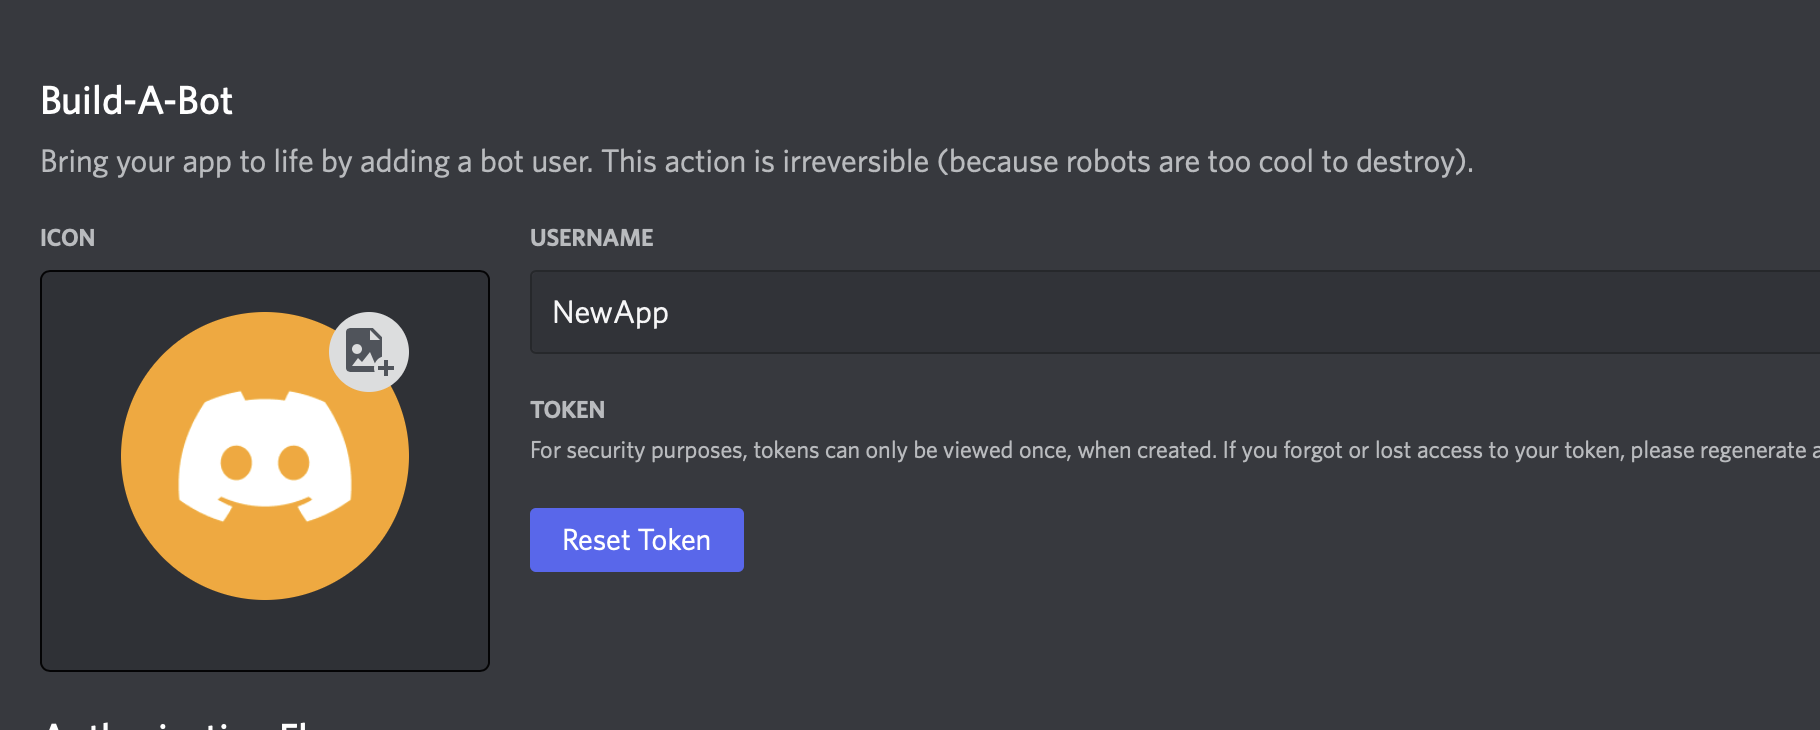 Build-A-Bot
Bring your app to life by adding a bot user. This action is irreversible (because robots are too cool to destroy).
ICON
USERNAME
NewApp
TOKEN
For security purposes, tokens can only be viewed once, when created. If you forgot or lost access to your token, please regenerate a
Reset Token
Authorization Fl